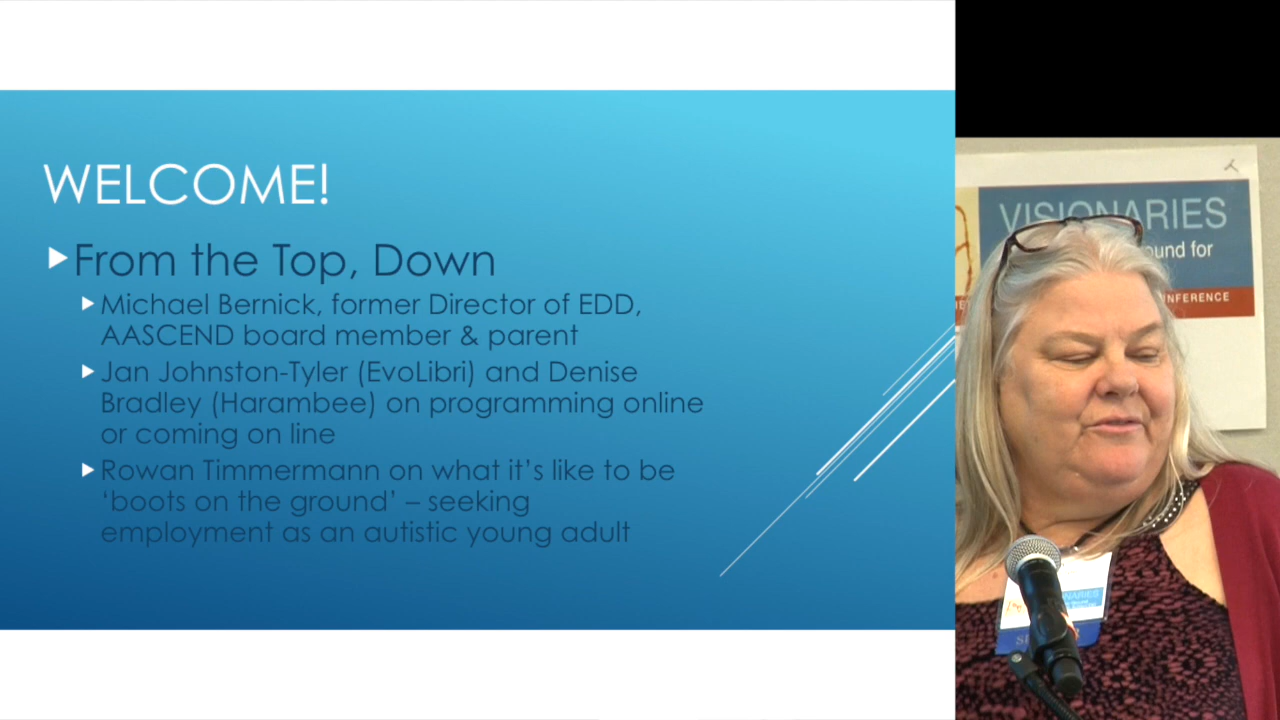 WELCOME!
From the Top, Down
Michael Bernick, former Director of EDD,
AASCEND board member & parent
Jan Johnston-Tyler (EvoLibri) and Denise
Bradley (Harambee) on programming online
or coming on line
Rowan Timmermann on what it's like to be
'boots on the ground' – seeking
employment as an autistic young adult
VISIONARIES
for